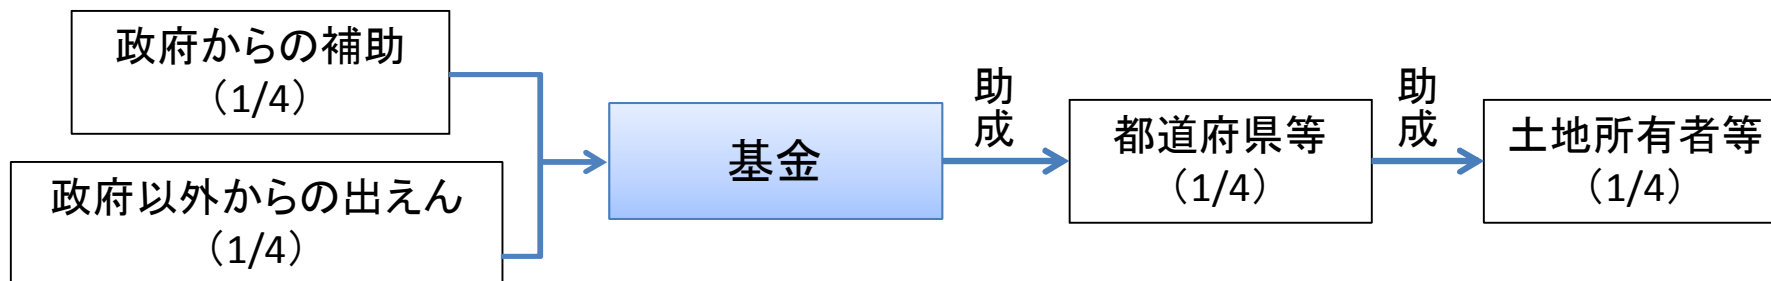 政府からの補助
（1/4）
政府以外からの出えん
（1/4）
基金
助成
都道府県等
（1/4）
助成
土地所有者等
（1/4）